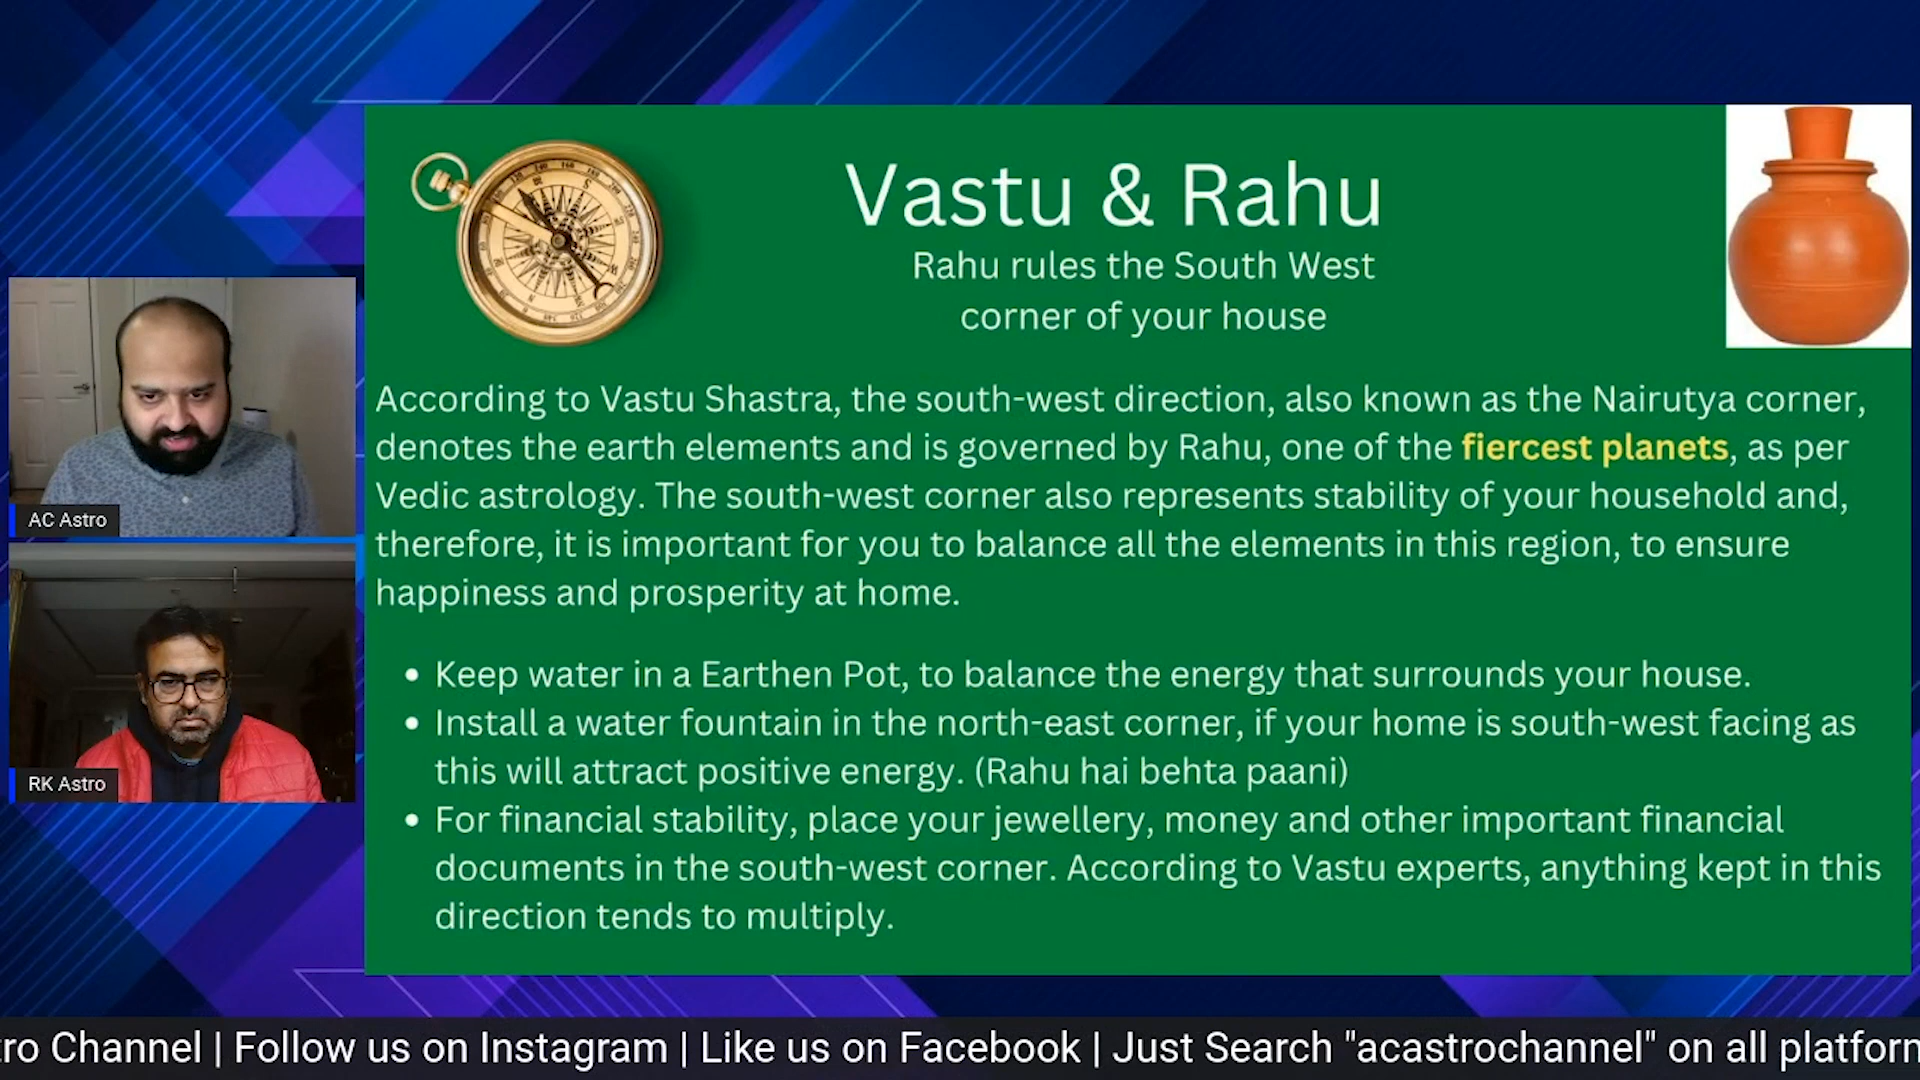 Vastu & Rahu
Rahu rules the South West
corner of your house
According to Vastu Shastra, the south-west direction, also known as the Nairutya corner,
denotes the earth elements and is governed by Rahu, one of the fiercest planets, as per
Vedic astrology. The south-west corner also represents stability of your household and,
therefore, it is important for you to balance all the elements in this region, to ensure
happiness and prosperity at home.
• Keep water in a Earthen Pot, to balance the energy that surrounds your house.
• Install a water fountain in the north-east corner, if your home is south-west facing as
this will attract positive energy. (Rahu hai behta paani)
• For financial stability, place your jewellery, money and other important financial
documents in the south-west corner. According to Vastu experts, anything kept in this
direction tends to multiply.
AC Astro
RK Astro
ro Channel | Follow us on Instagram | Like us on Facebook | Just Search "acastrochannel" on all platforn